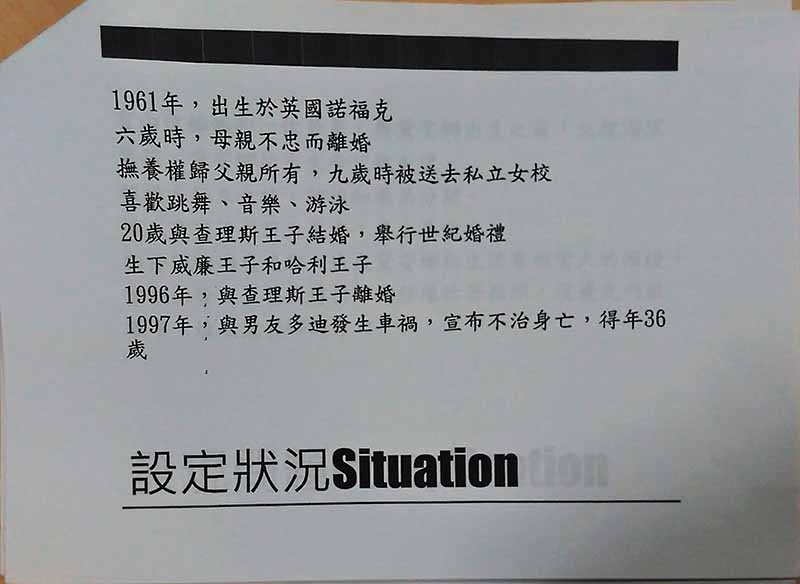 1961年，出生於英國諾福克
六歲時，母親不忠而離婚
撫養權歸父親所有，九歲時被送去私立女校
喜歡跳舞、音樂、游泳
20歲與查理斯王子結婚，舉行世紀婚禮
生下威廉王子和哈利王子
1996年，與查理斯王子離婚
1997年，與男友多迪發生車禍，宣布不治身亡，得年36
歲
設定狀況Situation